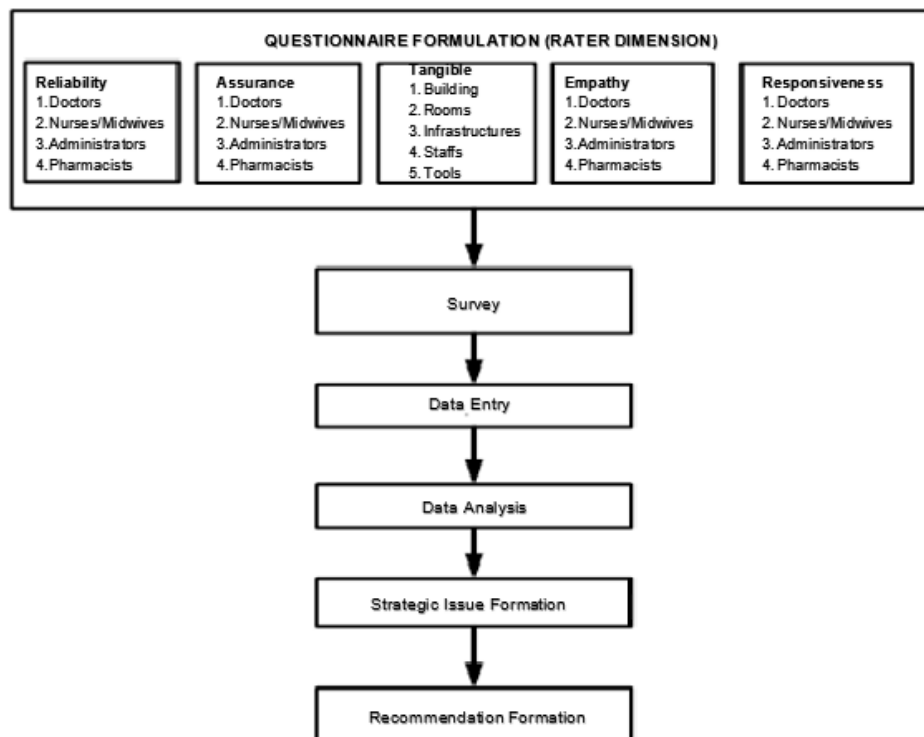 QUESTIONNAIRE FORMULATION (RATER DIMENSION)
Reliability
1.Doctors
2.Nurses/Midwives
3.Administrators
4.Pharmacists
Assurance
1.Doctors
2.Nurses/Midwives
3.Administrators
4.Pharmacists
Tangible
1. Building
2. Rooms
3. Infrastructures
4. Staffs
5. Tools
Empathy
1.Doctors
2.Nurses/Midwives
3.Administrators
4.Pharmacists
Responsiveness
1. Doctors
2. Nurses/Midwives
3. Administrators
4. Pharmacists
Survey
Data Entry
Data Analysis
Strategic Issue Formation
Recommendation Formation